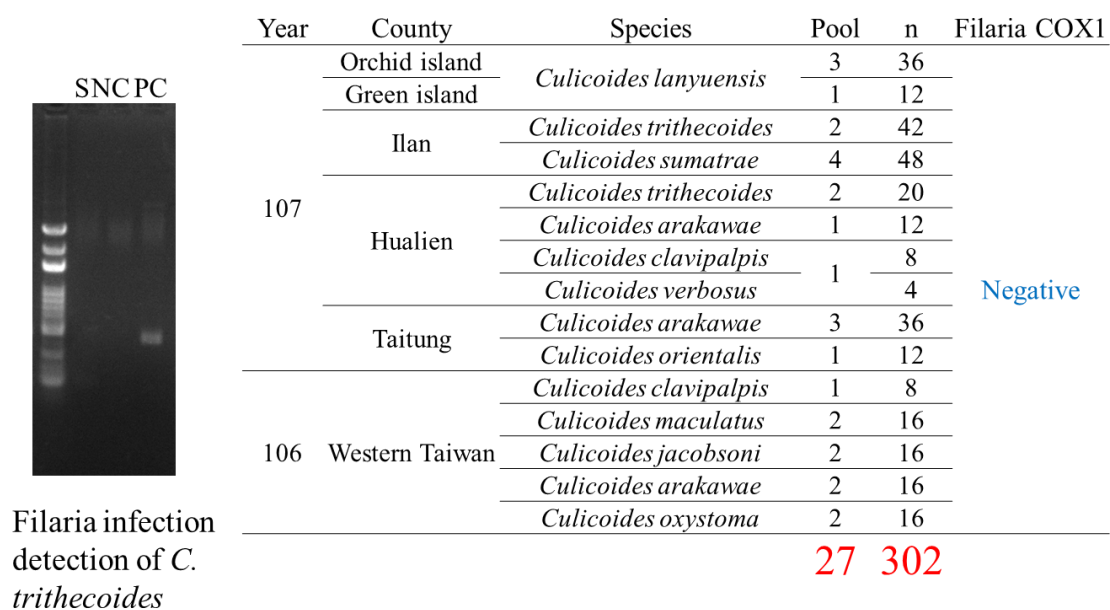 SNC PC
Filaria infection
detection of C.
trithecoides
Year County Species Pool n Filaria COX1
107 Orchid island Culicoides lanyuensis 3 36 Negative
Green island 1 12
Ilan Culicoides trithecoides 2 42
Culicoides sumatrae 4 48
Hualien Culicoides trithecoides 2 20
Culicoides arakawae 1 12
Culicoides clavipalpis 1 8
Culicoides verbosus 4
Taitung Culicoides arakawae 3 36
Culicoides orientalis 1 12
106 Western Taiwan Culicoides clavipalpis 1 8
Culicoides maculatus 2 16
Culicoides jacobsoni 2 16
Culicoides arakawae 2 16
Culicoides oxystoma 2 16
27 302